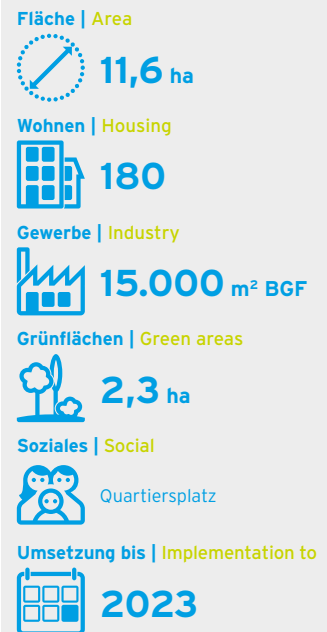 Fläche | Area
11,6 ha
Wohnen | Housing
180
Gewerbe | Industry
15.000 m² BGF
Grünflächen | Green areas
2,3 ha
Soziales | Social
Quartiersplatz
Umsetzung bis | Implementation to
2023